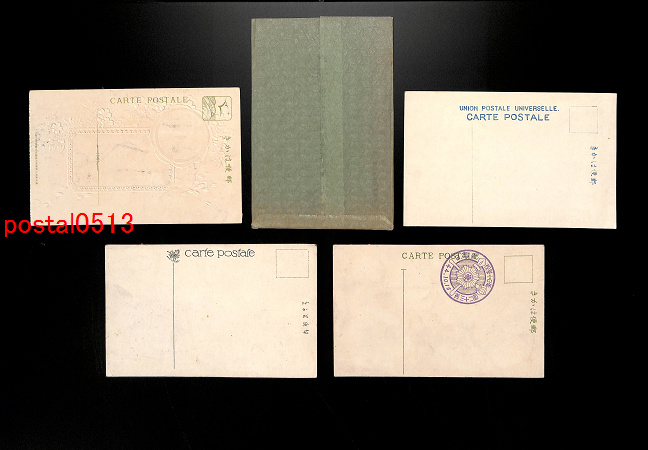 CARTE POSTALE
きかは便郵
UNION POSTALE UNIVERSELLE.
CARTE POSTALE
きかは便郵
postal0513
carte postale
CARTE POSTALE
きかは便郵